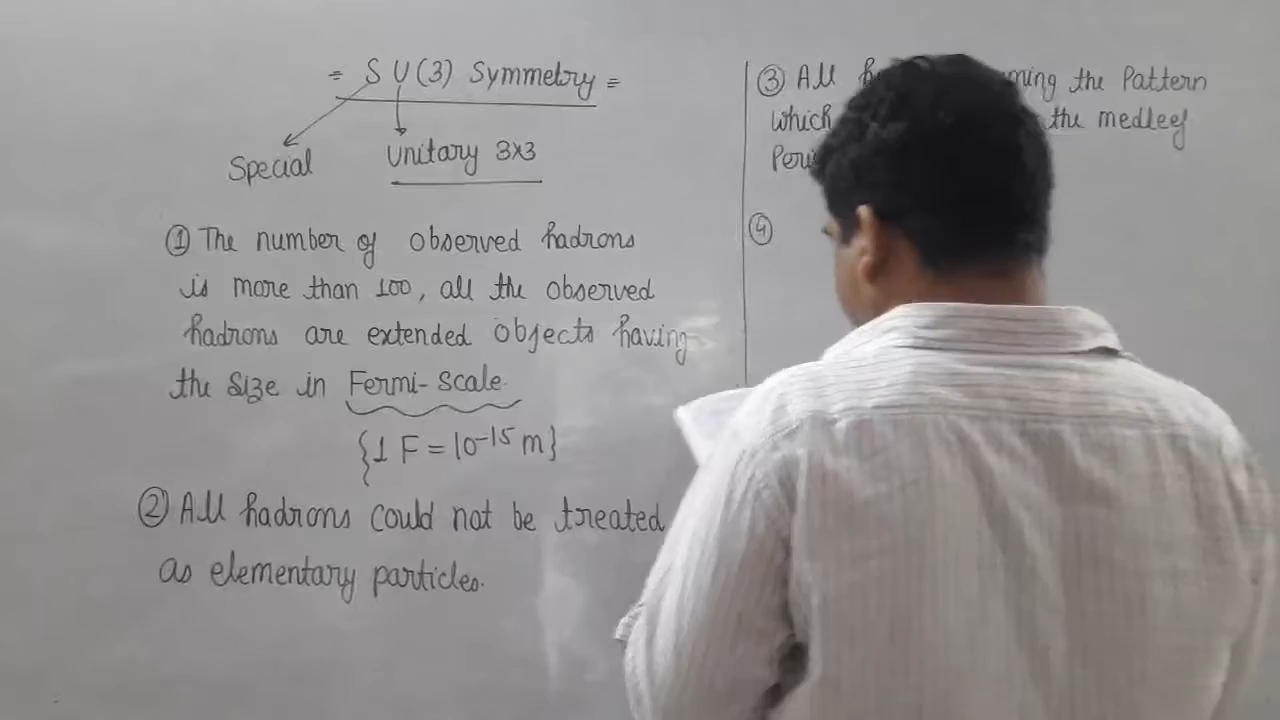 = SU(3) Symmetry =
Special
Unitary 3x3
① The number of observed hadrons
is more than 100, all the observed
hadrons are extended objects having
the size in Fermi-Scale
{1 F = 10⁻¹⁵ m}
② All hadrons could not be treated
as elementary particles.
③ All the Pattern
which the medleef
④